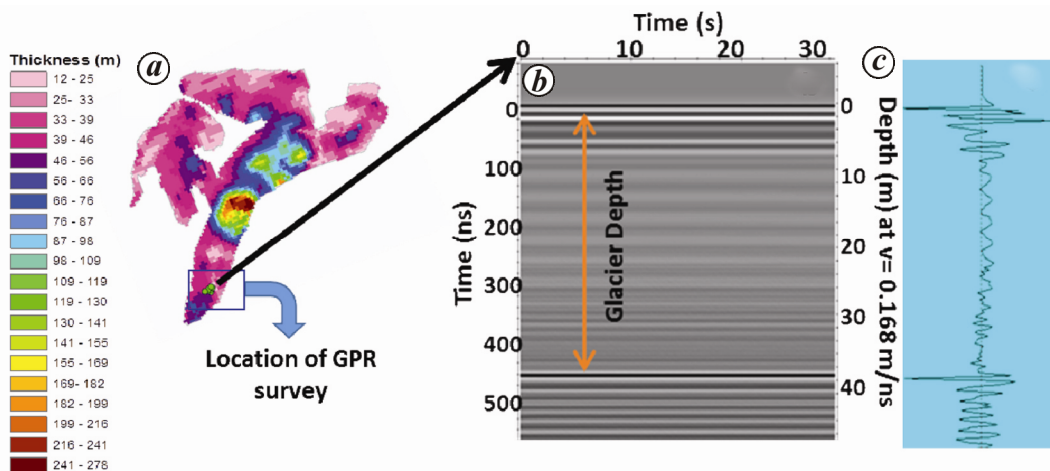 Thickness (m)
12 - 25
25- 33
33 - 39
39 - 46
46 - 56
56 - 66
66 - 76
76 - 87
87 - 98
98 - 109
109 - 119
119 - 130
130 - 141
141 - 155
155 - 169
169- 182
182 - 199
199 - 216
216 - 241
241 - 278
a
Location of GPR
survey
Time (s)
0 10 20 30
b
Time (ns)
0
100
200
300
400
500
Glacier Depth
0
10
20
30
40
Depth (m) at v= 0.168 m/ns
c